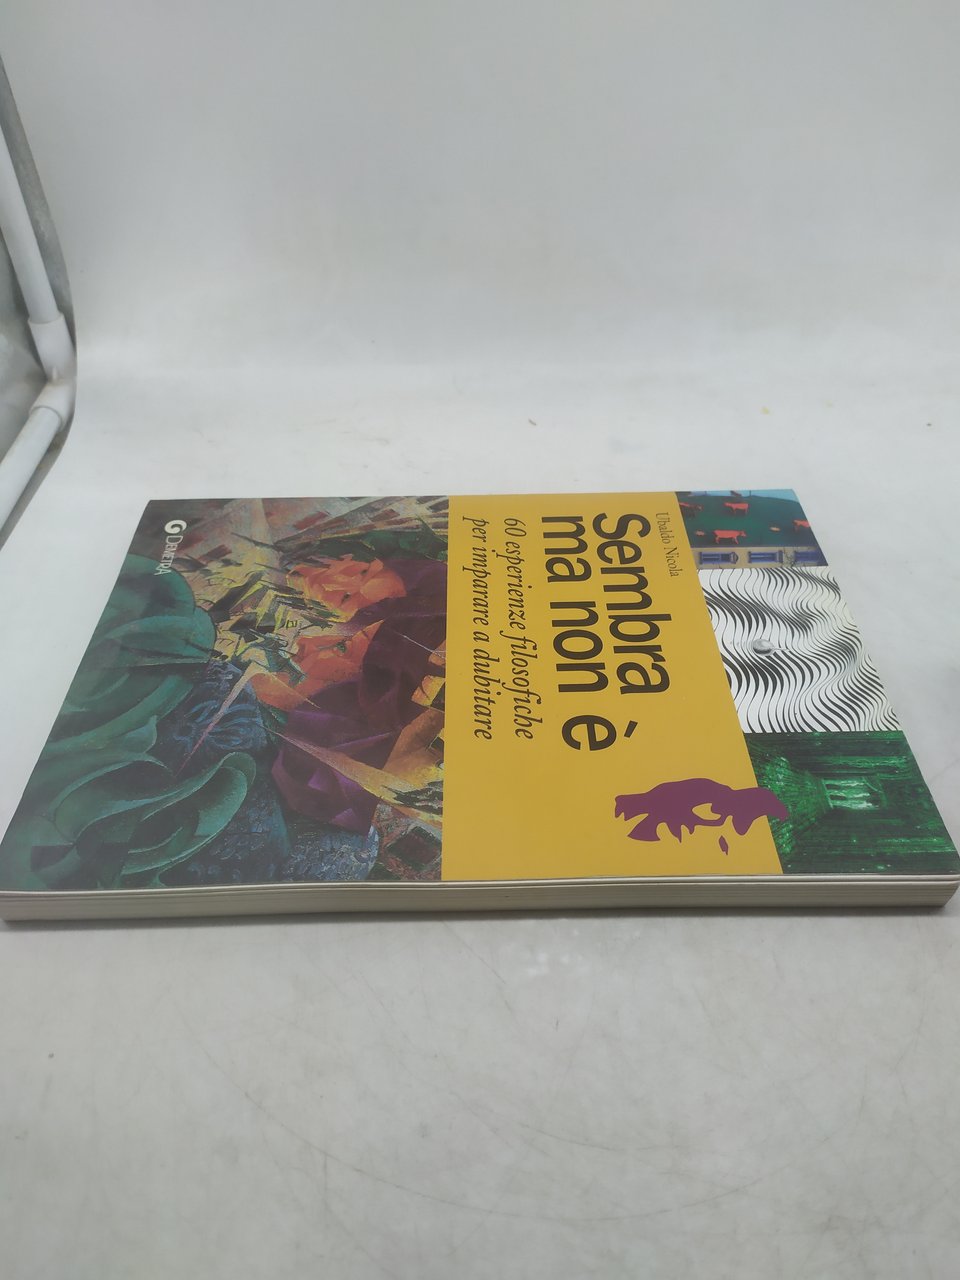 Ubaldo Nicola
Sembra
ma non è
60 esperienze filosofiche
per imparare a dubitare
DEMETRA